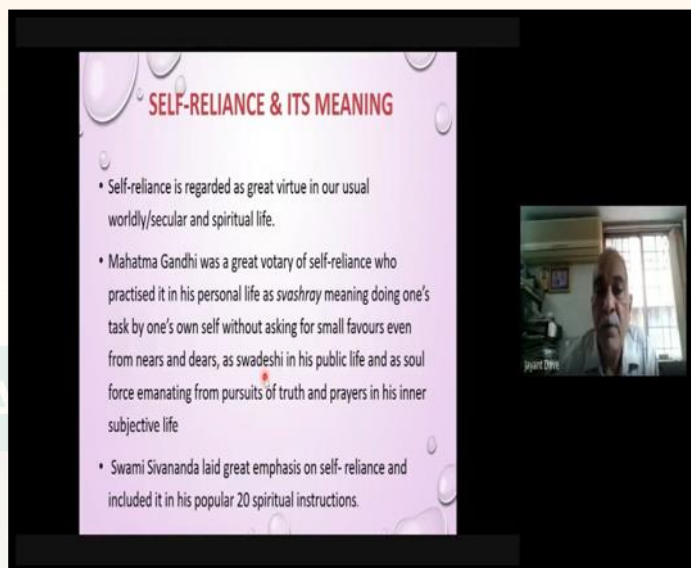 SELF-RELIANCE & ITS MEANING
• Self-reliance is regarded as great virtue in our usual
worldly/secular and spiritual life.
• Mahatma Gandhi was a great votary of self-reliance who
practised it in his personal life as svashray meaning doing one's
task by one's own self without asking for small favours even
from nears and dears, as swadeshi in his public life and as soul
force emanating from pursuits of truth and prayers in his inner
subjective life
• Swami Sivananda laid great emphasis on self- reliance and
included it in his popular 20 spiritual instructions.
Jayant Dave